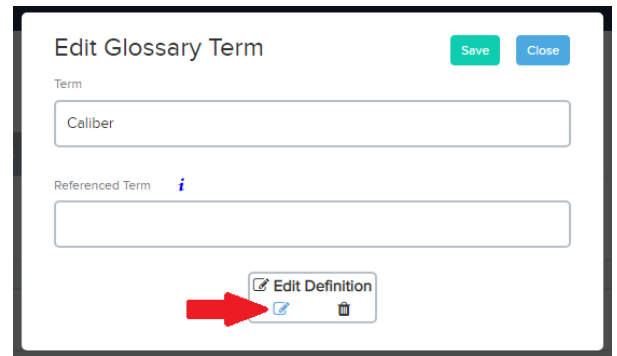 Edit Glossary Term
Save
Close
Term
Caliber
Referenced Term i
Edit Definition